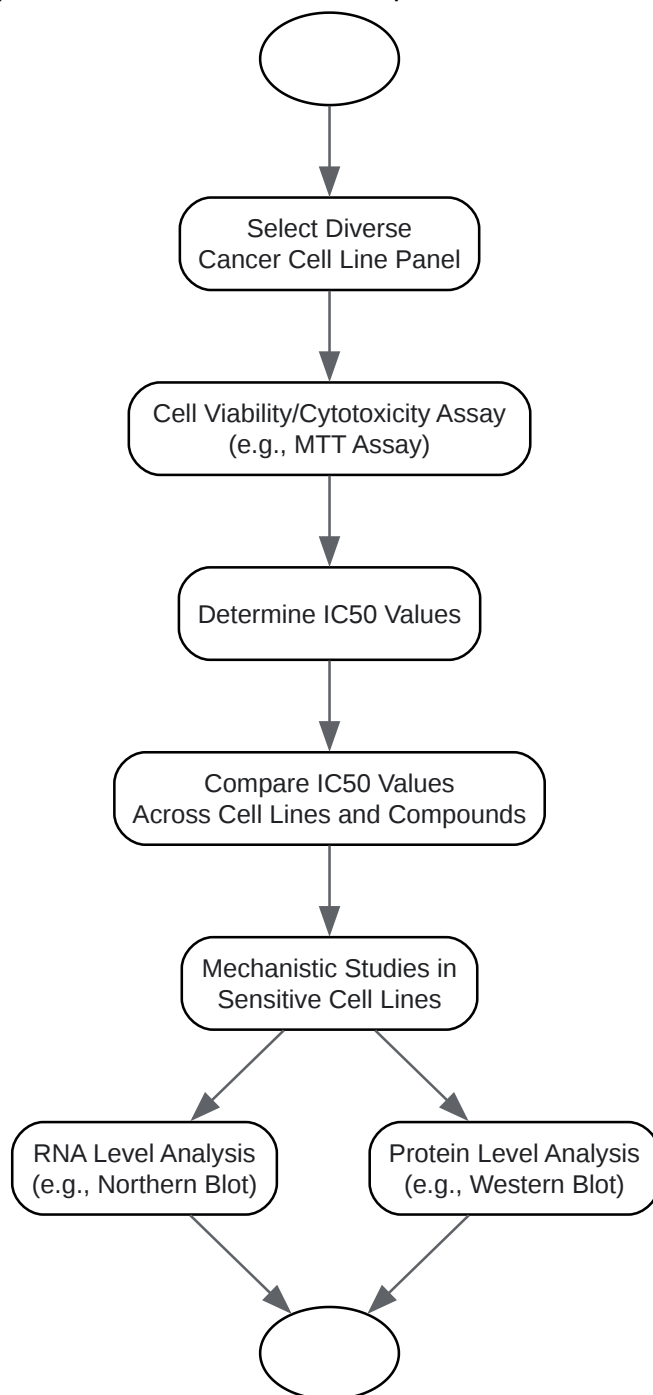 Select Diverse
Cancer Cell Line Panel
Cell Viability/Cytotoxicity Assay
(e.g., MTT Assay)
Determine IC50 Values
Compare IC50 Values
Across Cell Lines and Compounds
Mechanistic Studies in
Sensitive Cell Lines
RNA Level Analysis
(e.g., Northern Blot)
Protein Level Analysis
(e.g., Western Blot)